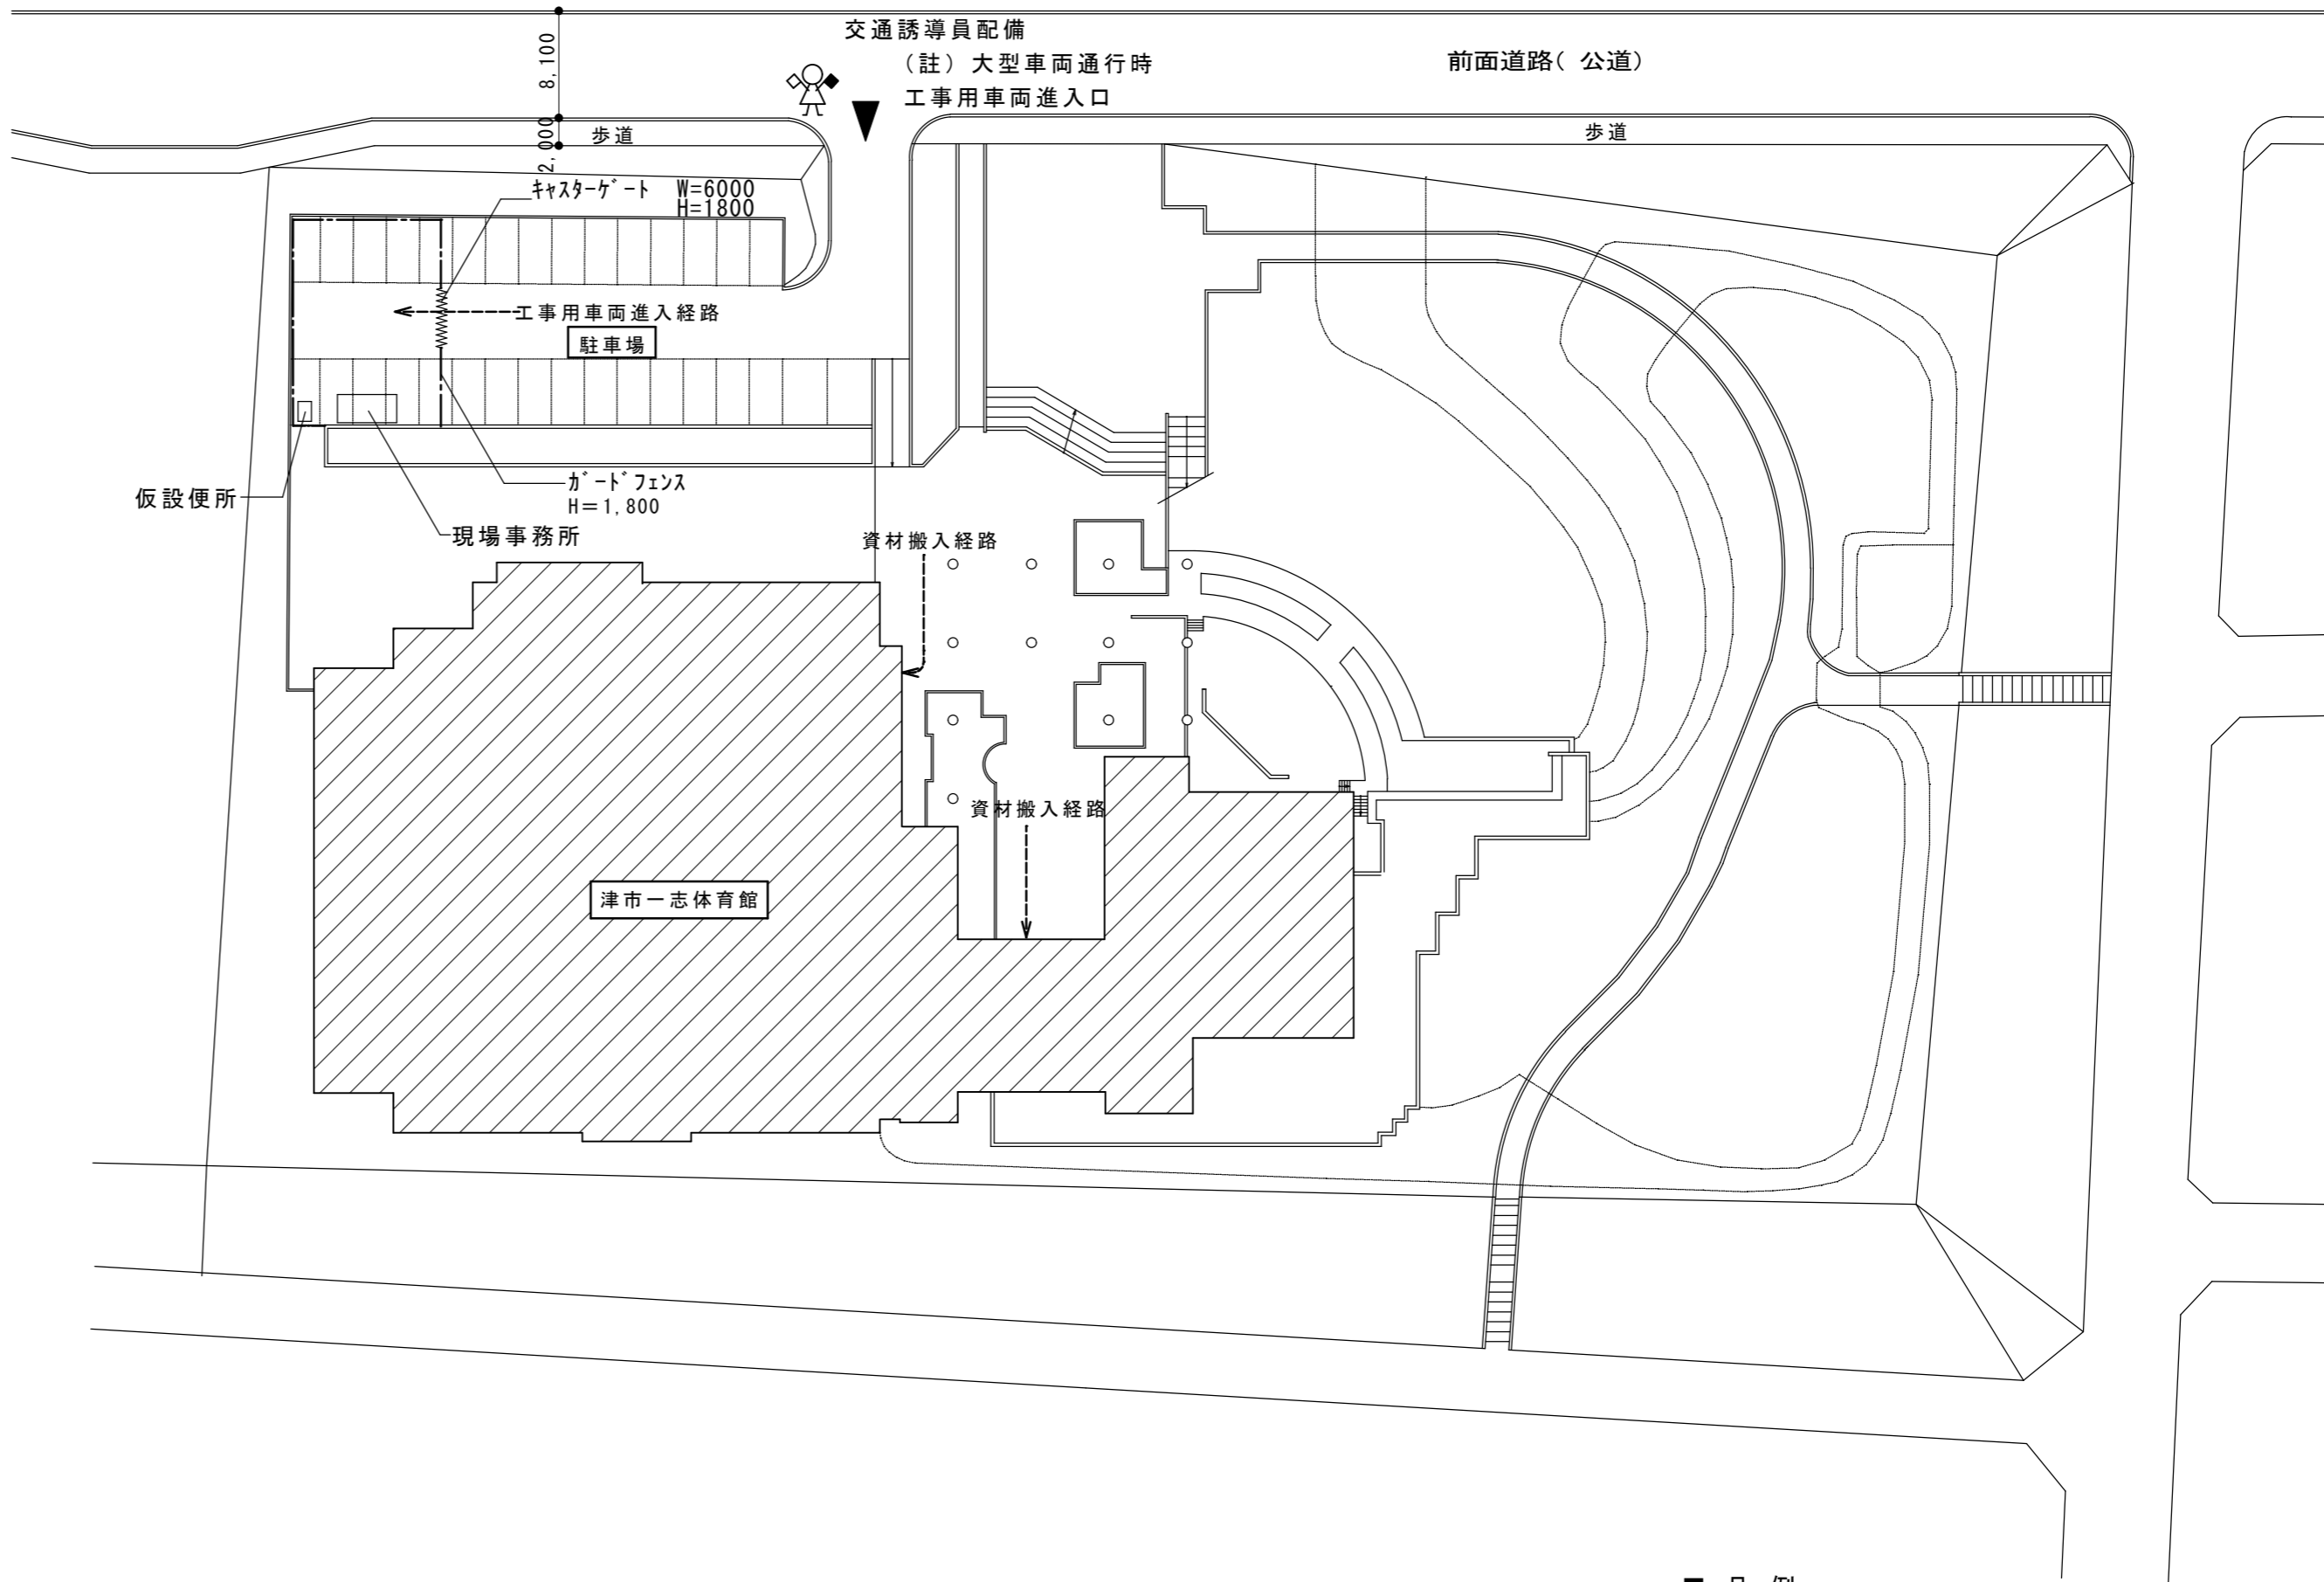 交通誘導員配備
(註)大型車両通行時
工事用車両進入口
前面道路(公道)
8,100
2,000
歩道
歩道
キャスターゲート W=6000
H=1800
工事用車両進入経路
駐車場
ガードフェンス
H=1,800
仮設便所
現場事務所
資材搬入経路
資材搬入経路
津市一志体育館